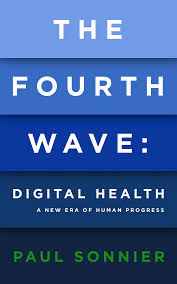 THE
FOURTH
WAVE:
DIGITAL HEALTH
A NEW ERA OF HUMAN PROGRESS
PAUL SONNIER